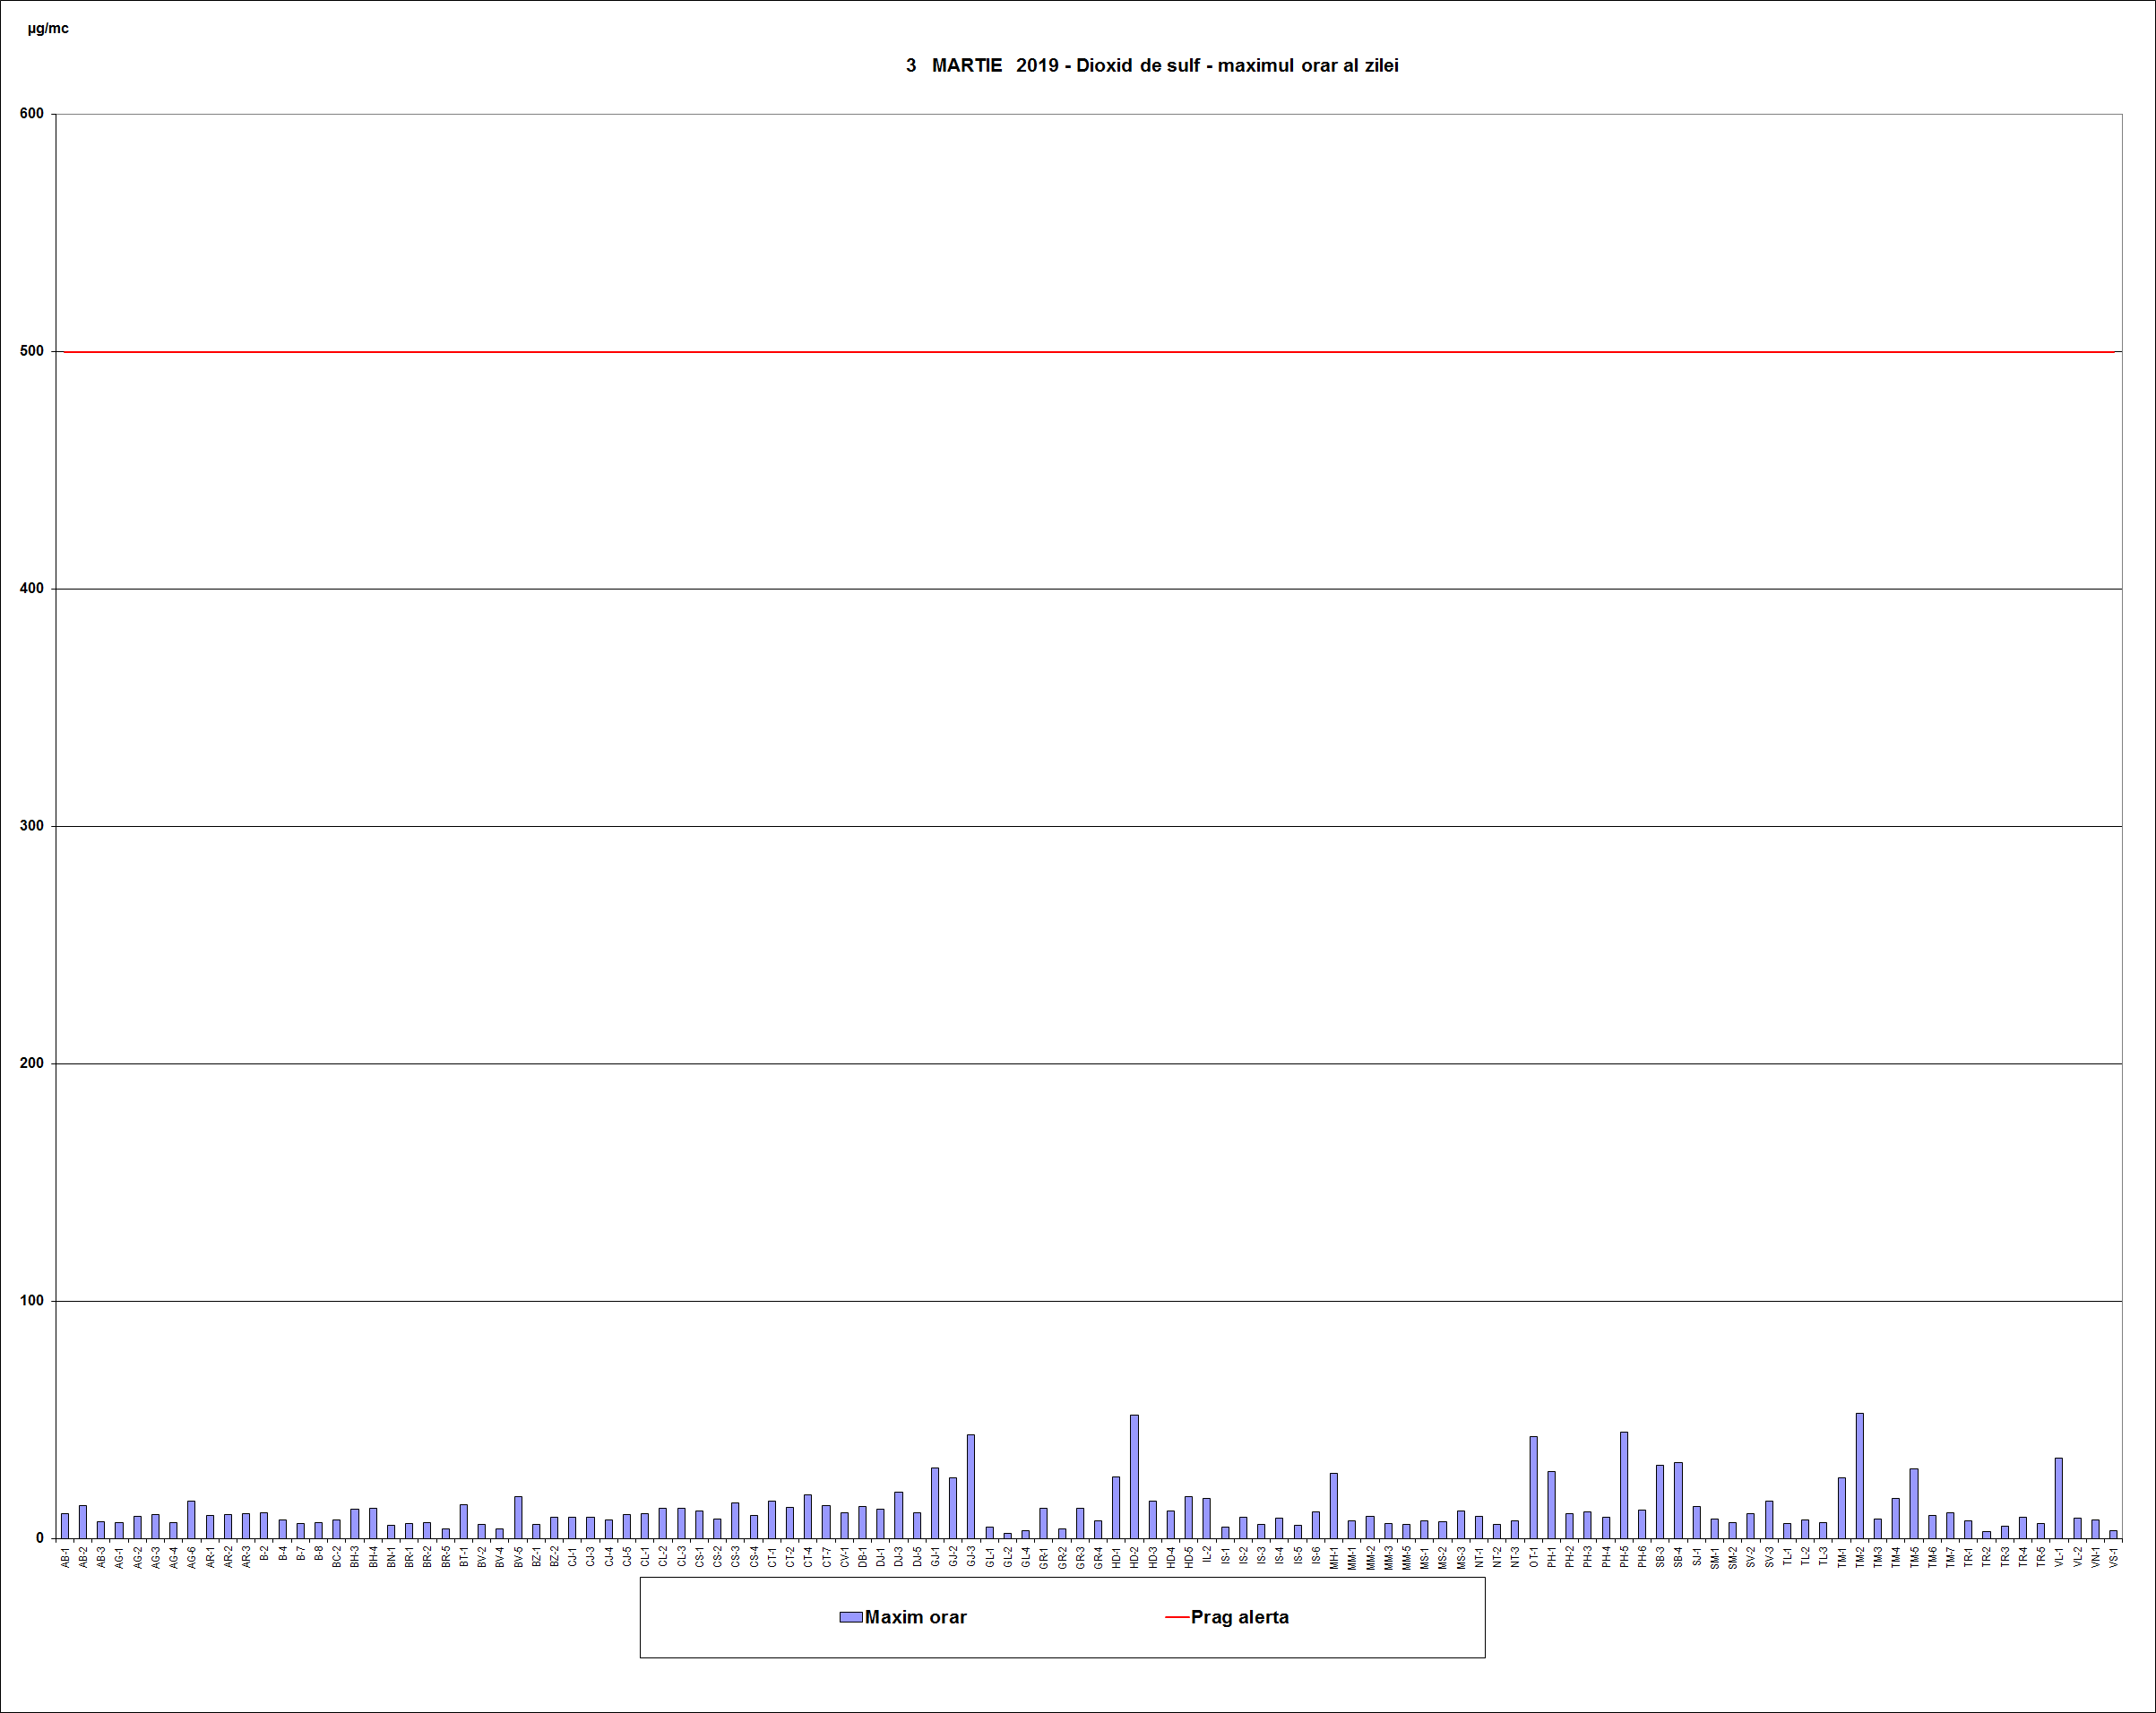 µg/mc
3 MARTIE 2019 - Dioxid de sulf - maximul orar al zilei
600
500
400
300
200
100
0
AB-1 AB-2 AB-3 AG-1 AG-2 AG-3 AG-4 AG-6 AR-1 AR-2 AR-3 B-2 B-4 B-7 B-8 BC-2 BH-3 BH-4 BN-1 BR-1 BR-2 BR-5 BT-1 BV-2 BV-4 BV-5 BZ-1 BZ-2 CJ-1 CJ-3 CJ-4 CJ-5 CL-1 CL-2 CL-3 CS-1 CS-2 CS-3 CS-4 CT-1 CT-2 CT-4 CT-7 CV-1 DB-1 DJ-1 DJ-3 DJ-5 GJ-1 GJ-2 GJ-3 GL-1 GL-2 GL-4 GR-1 GR-2 GR-3 GR-4 HD-1 HD-2 HD-3 HD-4 HD-5 IL-2 IS-1 IS-2 IS-3 IS-4 IS-5 IS-6 MH-1 MM-1 MM-2 MM-3 MM-5 MS-1 MS-2 MS-3 NT-1 NT-2 NT-3 OT-1 PH-1 PH-2 PH-3 PH-4 PH-5 PH-6 SB-3 SB-4 SJ-1 SM-1 SM-2 SV-2 SV-3 TL-1 TL-2 TL-3 TM-1 TM-2 TM-3 TM-4 TM-5 TM-6 TM-7 TR-1 TR-2 TR-3 TR-4 TR-5 VL-1 VL-2 VN-1 VS-1
Maxim orar Prag alerta